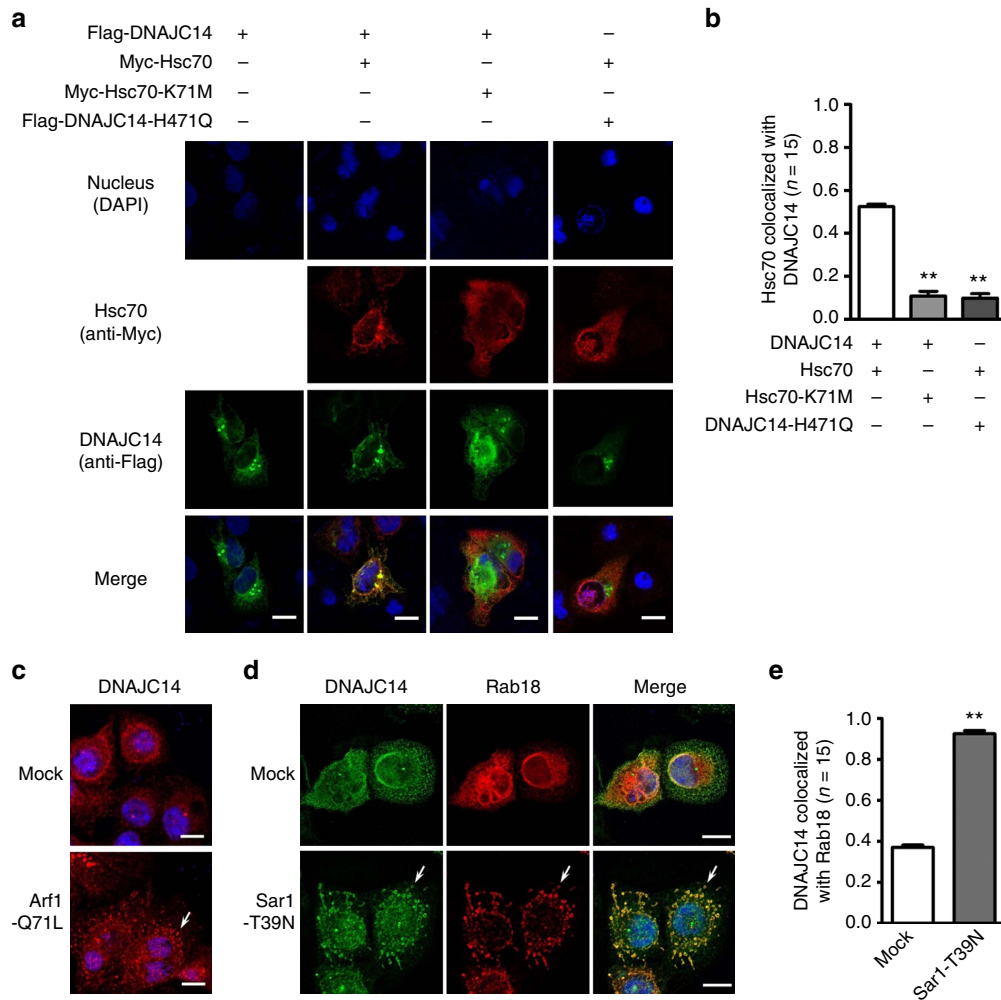 a
Flag-DNAJC14 + + + –
Myc-Hsc70 – + – +
Myc-Hsc70-K71M – – + –
Flag-DNAJC14-H471Q – – – +
Nucleus
(DAPI)
Hsc70
(anti-Myc)
DNAJC14
(anti-Flag)
Merge
b
Hsc70 colocalized with
DNAJC14 (n = 15)
1.0
0.8
0.6
0.4
0.2
0.0
** **
DNAJC14 + + –
Hsc70 + – +
Hsc70-K71M – + –
DNAJC14-H471Q – – +
c
DNAJC14
Mock
Arf1
-Q71L
d
DNAJC14 Rab18 Merge
Mock
Sar1
-T39N
e
DNAJC14 colocalized
with Rab18 (n = 15)
1.0
0.8
0.6
0.4
0.2
0.0
**
Mock
Sar1-T39N